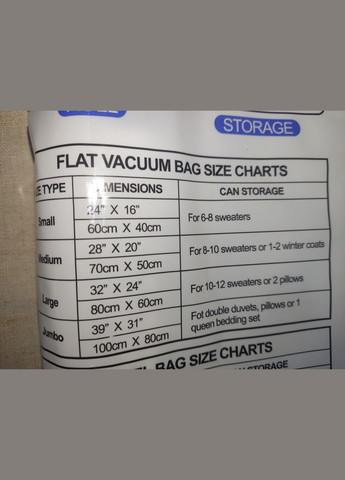 STORAGE
FLAT VACUUM BAG SIZE CHARTS
TYPE CAN STORAGE
24" X 16"
60cm X 40cm
For 6-8 sweaters
28" X 20"
70cm X 50cm
For 8-10 sweaters or 1-2 winter coats
Large
32" X 24"
80cm X 60cm
For 10-12 sweaters or 2 pillows
Jumbo
39" X 31"
100cm X 80cm
Fot double duvets, pillows or 1
queen bedding set
BAG SIZE CHARTS
STORAGE